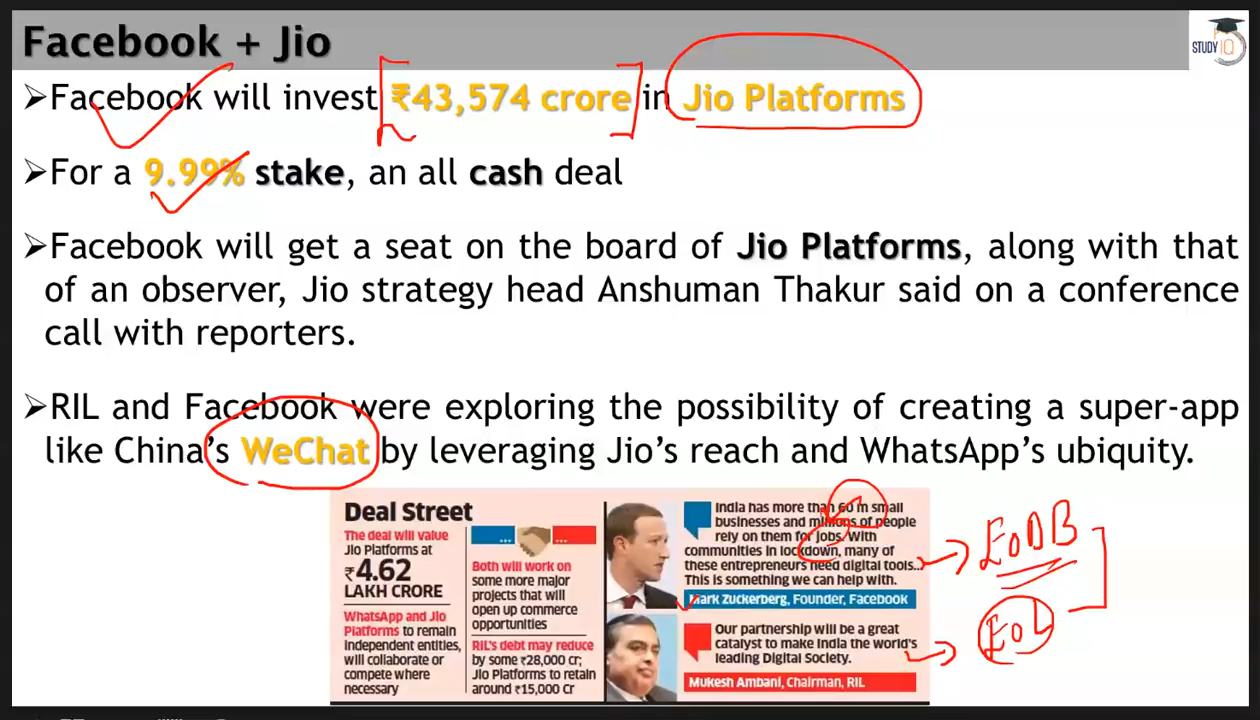 Facebook + Jio
STUDY IQ
➢Facebook will invest ₹43,574 crore in Jio Platforms
➢For a 9.99% stake, an all cash deal
➢Facebook will get a seat on the board of Jio Platforms, along with that
of an observer, Jio strategy head Anshuman Thakur said on a conference
call with reporters.
➢RIL and Facebook were exploring the possibility of creating a super-app
like China's WeChat by leveraging Jio's reach and WhatsApp's ubiquity.
Deal Street
The deal will value
Jio Platforms at
₹4.62
LAKH CRORE
WhatsApp and Jio
Platforms to remain
independent entities,
will collaborate or
compete where
necessary
Both will work on
some more major
projects that will
open up commerce
opportunities
RIL's debt may reduce
by some ₹28,000 cr;
Jio Platforms to retain
around ₹15,000 Cr
India has more than 60 m small
businesses and millions of people
rely on them for jobs. With
communities in lockdown, many of
these entrepreneurs need digital tools...
This is something we can help with.
Mark Zuckerberg, Founder, Facebook
Our partnership will be a great
catalyst to make India the world's
leading Digital Society.
Mukesh Ambani, Chairman, RIL
EODB
EOL